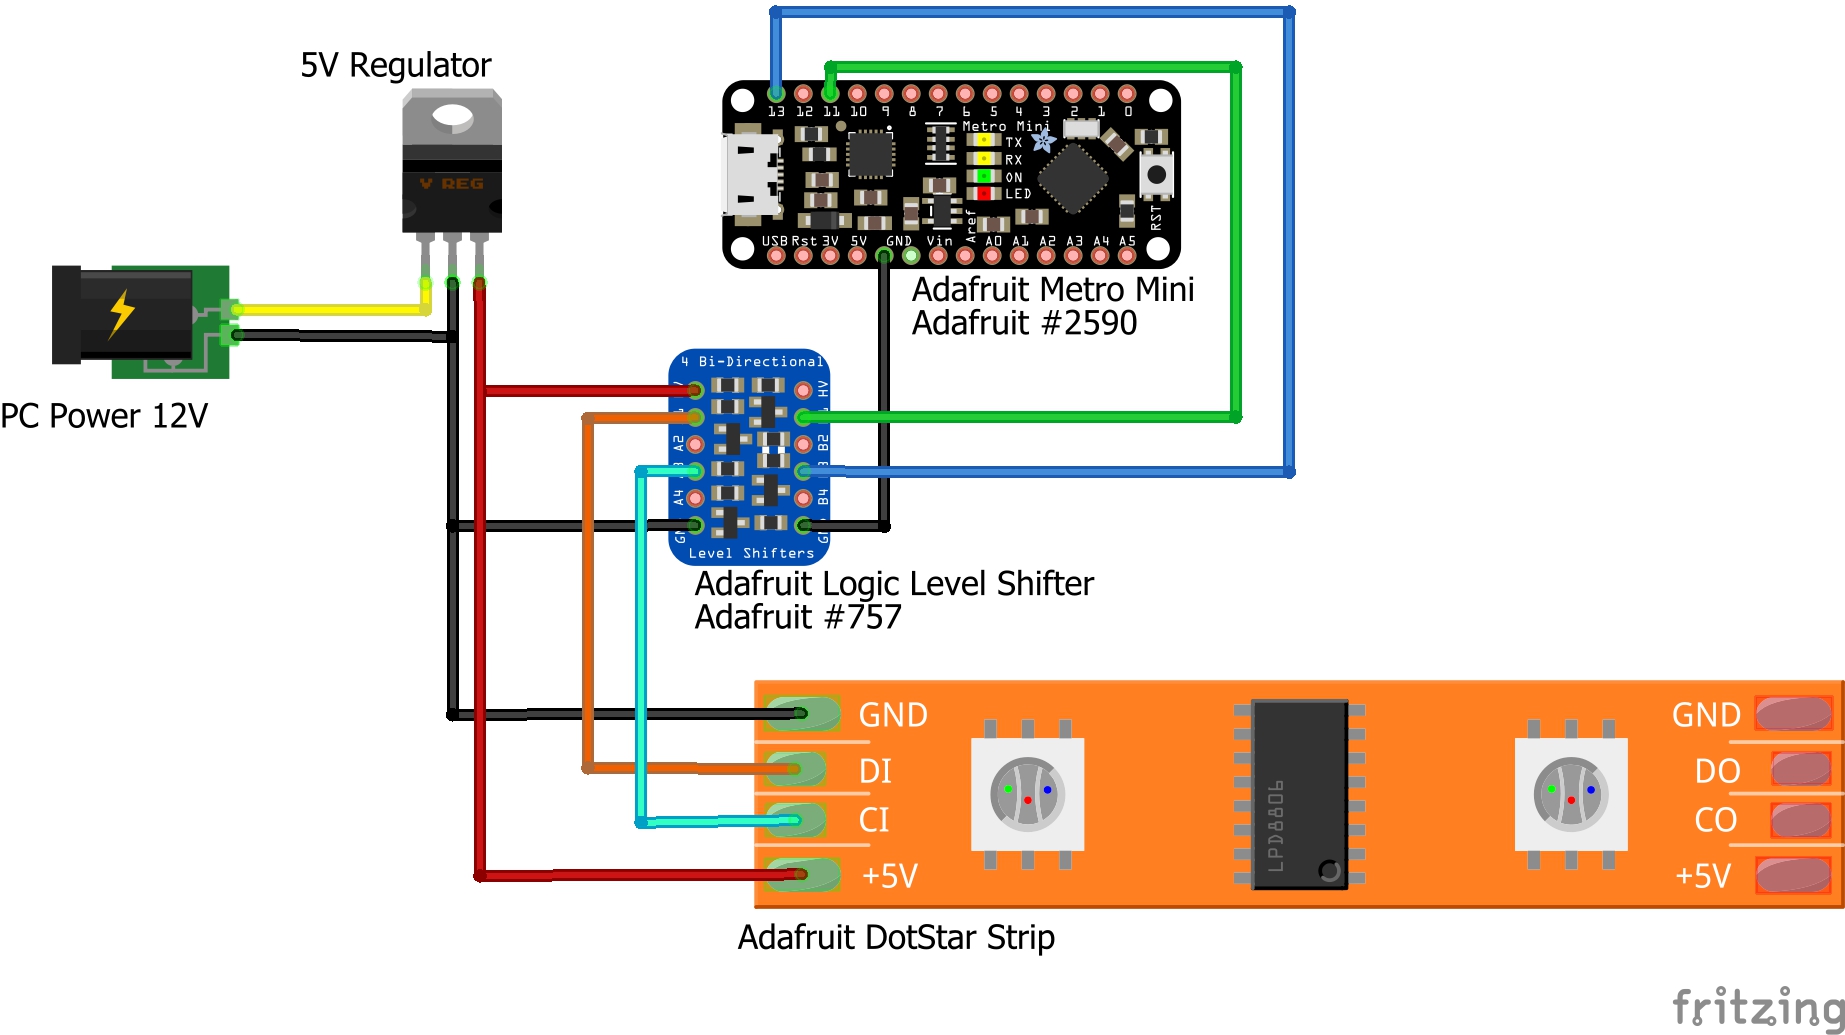 5V Regulator
V REG
PC Power 12V
13 12 11 10 9 8 7 6 5 4 3 2 1 0
Metro Mini
TX
RX
ON
LED
RST
Aref
USB Rst 3V 5V GND Vin A0 A1 A2 A3 A4 A5
Adafruit Metro Mini
Adafruit #2590
4 Bi-Directional
HV
A2 B2
A4 B4
Level Shifters
Adafruit Logic Level Shifter
Adafruit #757
GND GND
DI DO
CI CO
+5V +5V
LPD8806
Adafruit DotStar Strip
fritzing